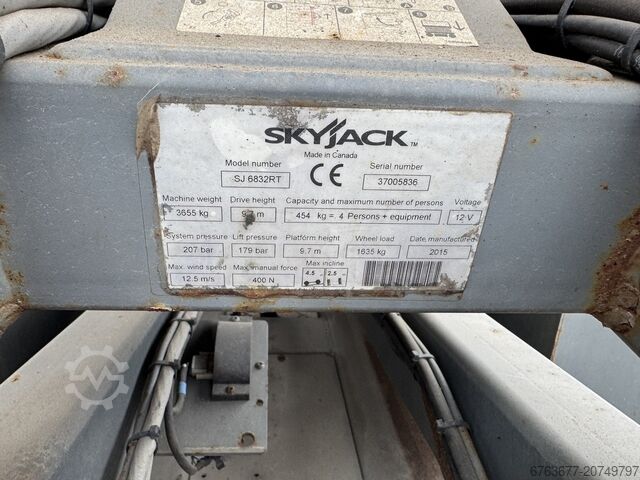 SKYJACK™
Made in Canada
Model number
SJ 6832RT
CE
Serial number
37005836
Machine weight
3655 kg
Drive height
m
Capacity and maximum number of persons
454 kg = 4 Persons + equipment
Voltage
12 V
System pressure
207 bar
Lift pressure
179 bar
Platform height
9.7 m
Wheel load
1635 kg
Date manufactured
2015
Max. wind speed
12.5 m/s
Max. manual force
400 N
Max incline
4.5 2.5
6763677-20749797